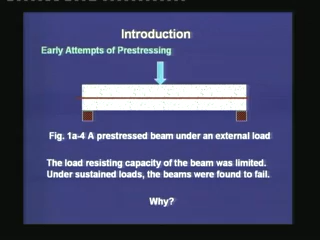 Introduction
Early Attempts of Prestressing
Fig. 1a-4 A prestressed beam under an external load
The load resisting capacity of the beam was limited.
Under sustained loads, the beams were found to fail.
Why?